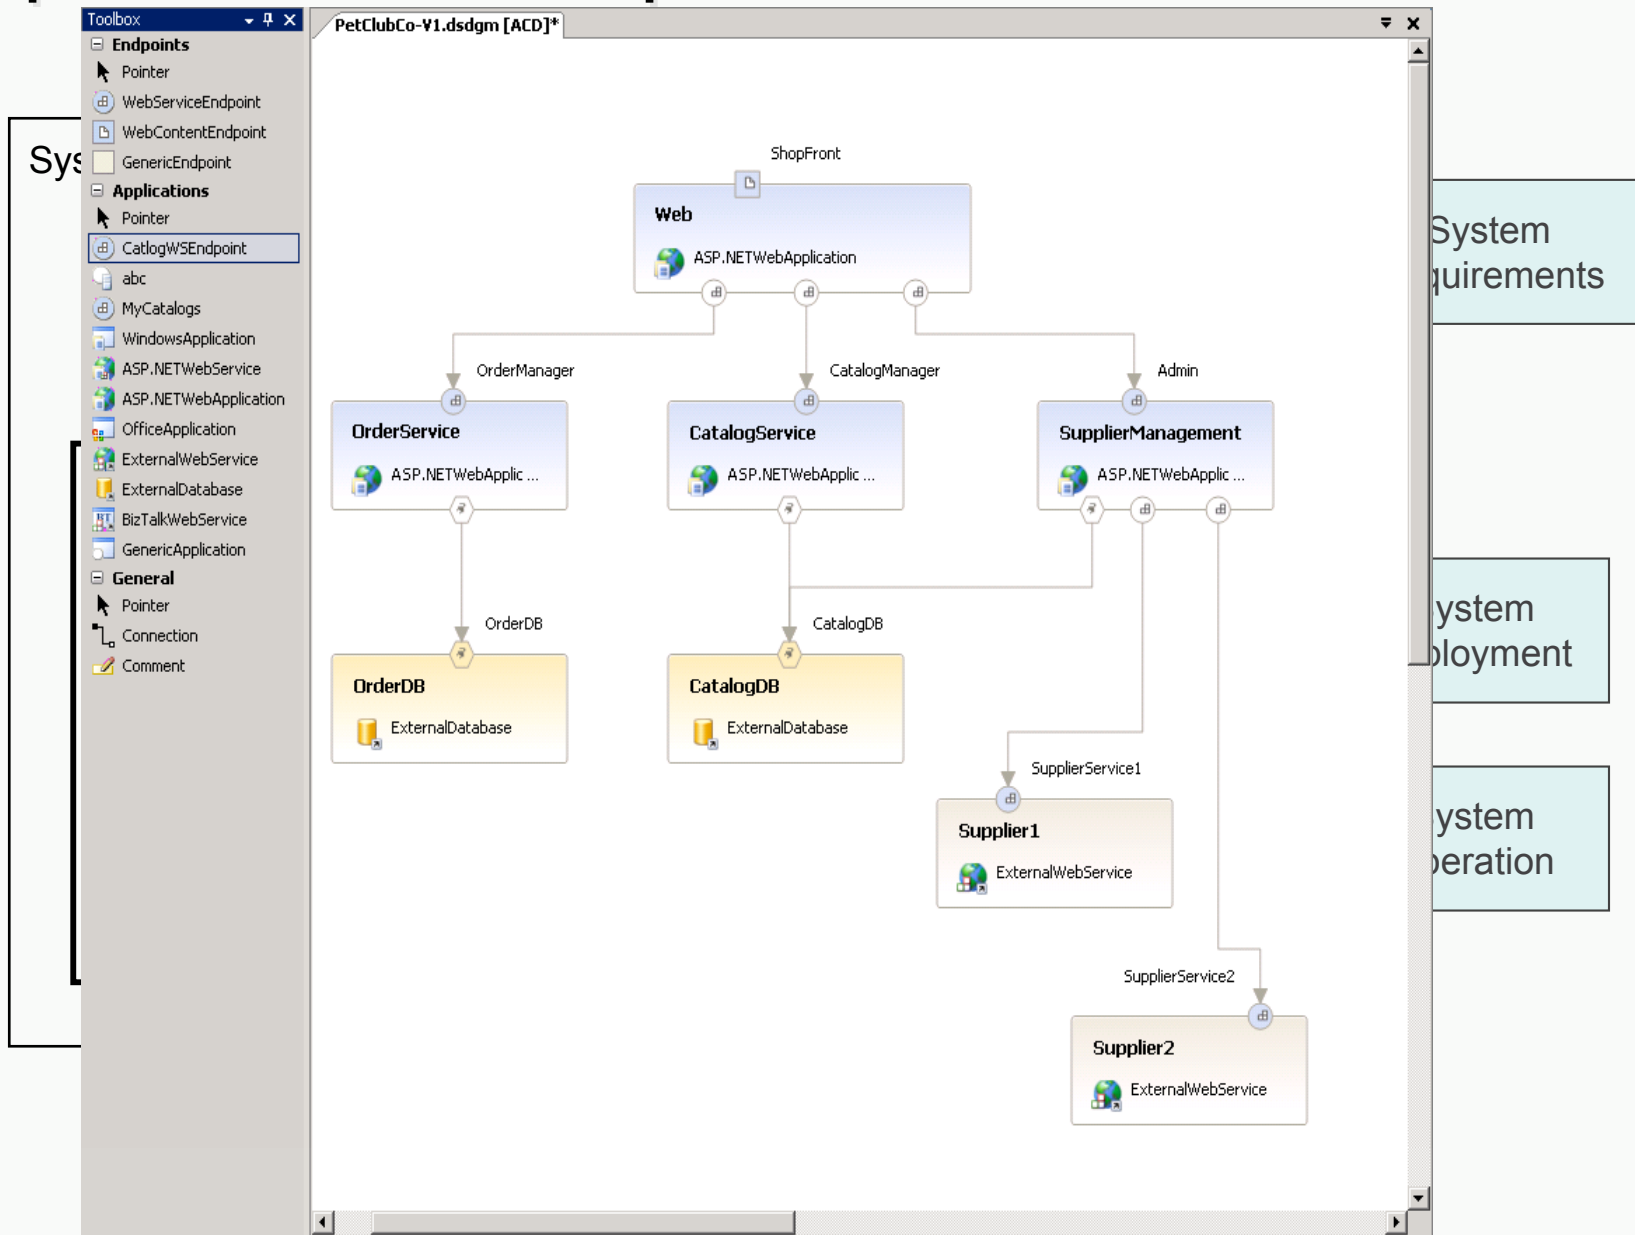 Toolbox
Endpoints
Pointer
WebServiceEndpoint
WebContentEndpoint
GenericEndpoint
Applications
Pointer
CatlogWSEndpoint
abc
MyCatalogs
WindowsApplication
ASP.NETWebService
ASP.NETWebApplication
OfficeApplication
ExternalWebService
ExternalDatabase
BizTalkWebService
GenericApplication
General
Pointer
Connection
Comment
PetClubCo-V1.dsdgm [ACD]*
ShopFront
Web
ASP.NETWebApplication
OrderManager
CatalogManager
Admin
OrderService
ASP.NETWebApplic ...
CatalogService
ASP.NETWebApplic ...
SupplierManagement
ASP.NETWebApplic ...
OrderDB
CatalogDB
OrderDB
ExternalDatabase
CatalogDB
ExternalDatabase
SupplierService1
Supplier1
ExternalWebService
SupplierService2
Supplier2
ExternalWebService
Sys
System
quirements
ystem
ployment
ystem
peration